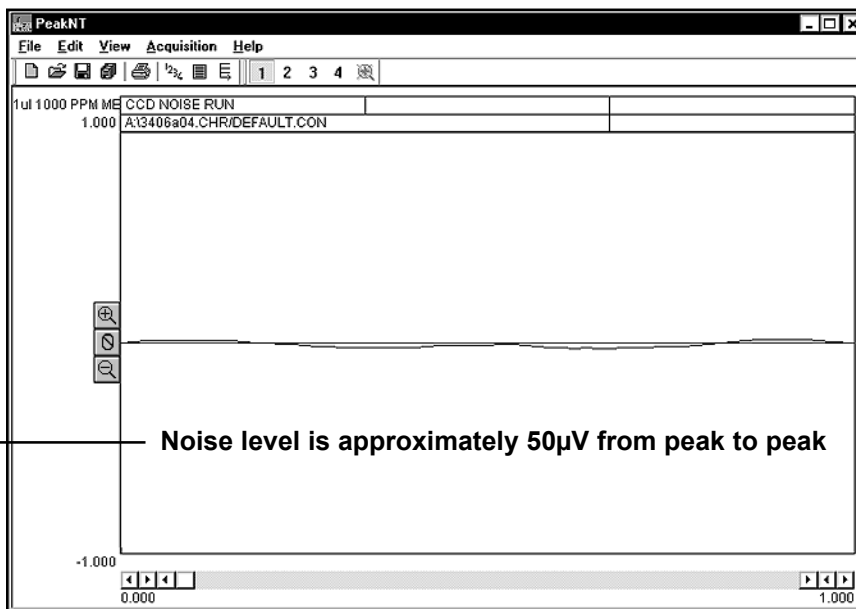 PeakNT
File Edit View Acquisition Help
1 2 3 4
1ul 1000 PPM ME CCD NOISE RUN
1.000 A:\3406a04.CHR/DEFAULT.CON
Noise level is approximately 50µV from peak to peak
-1.000
0.000 1.000